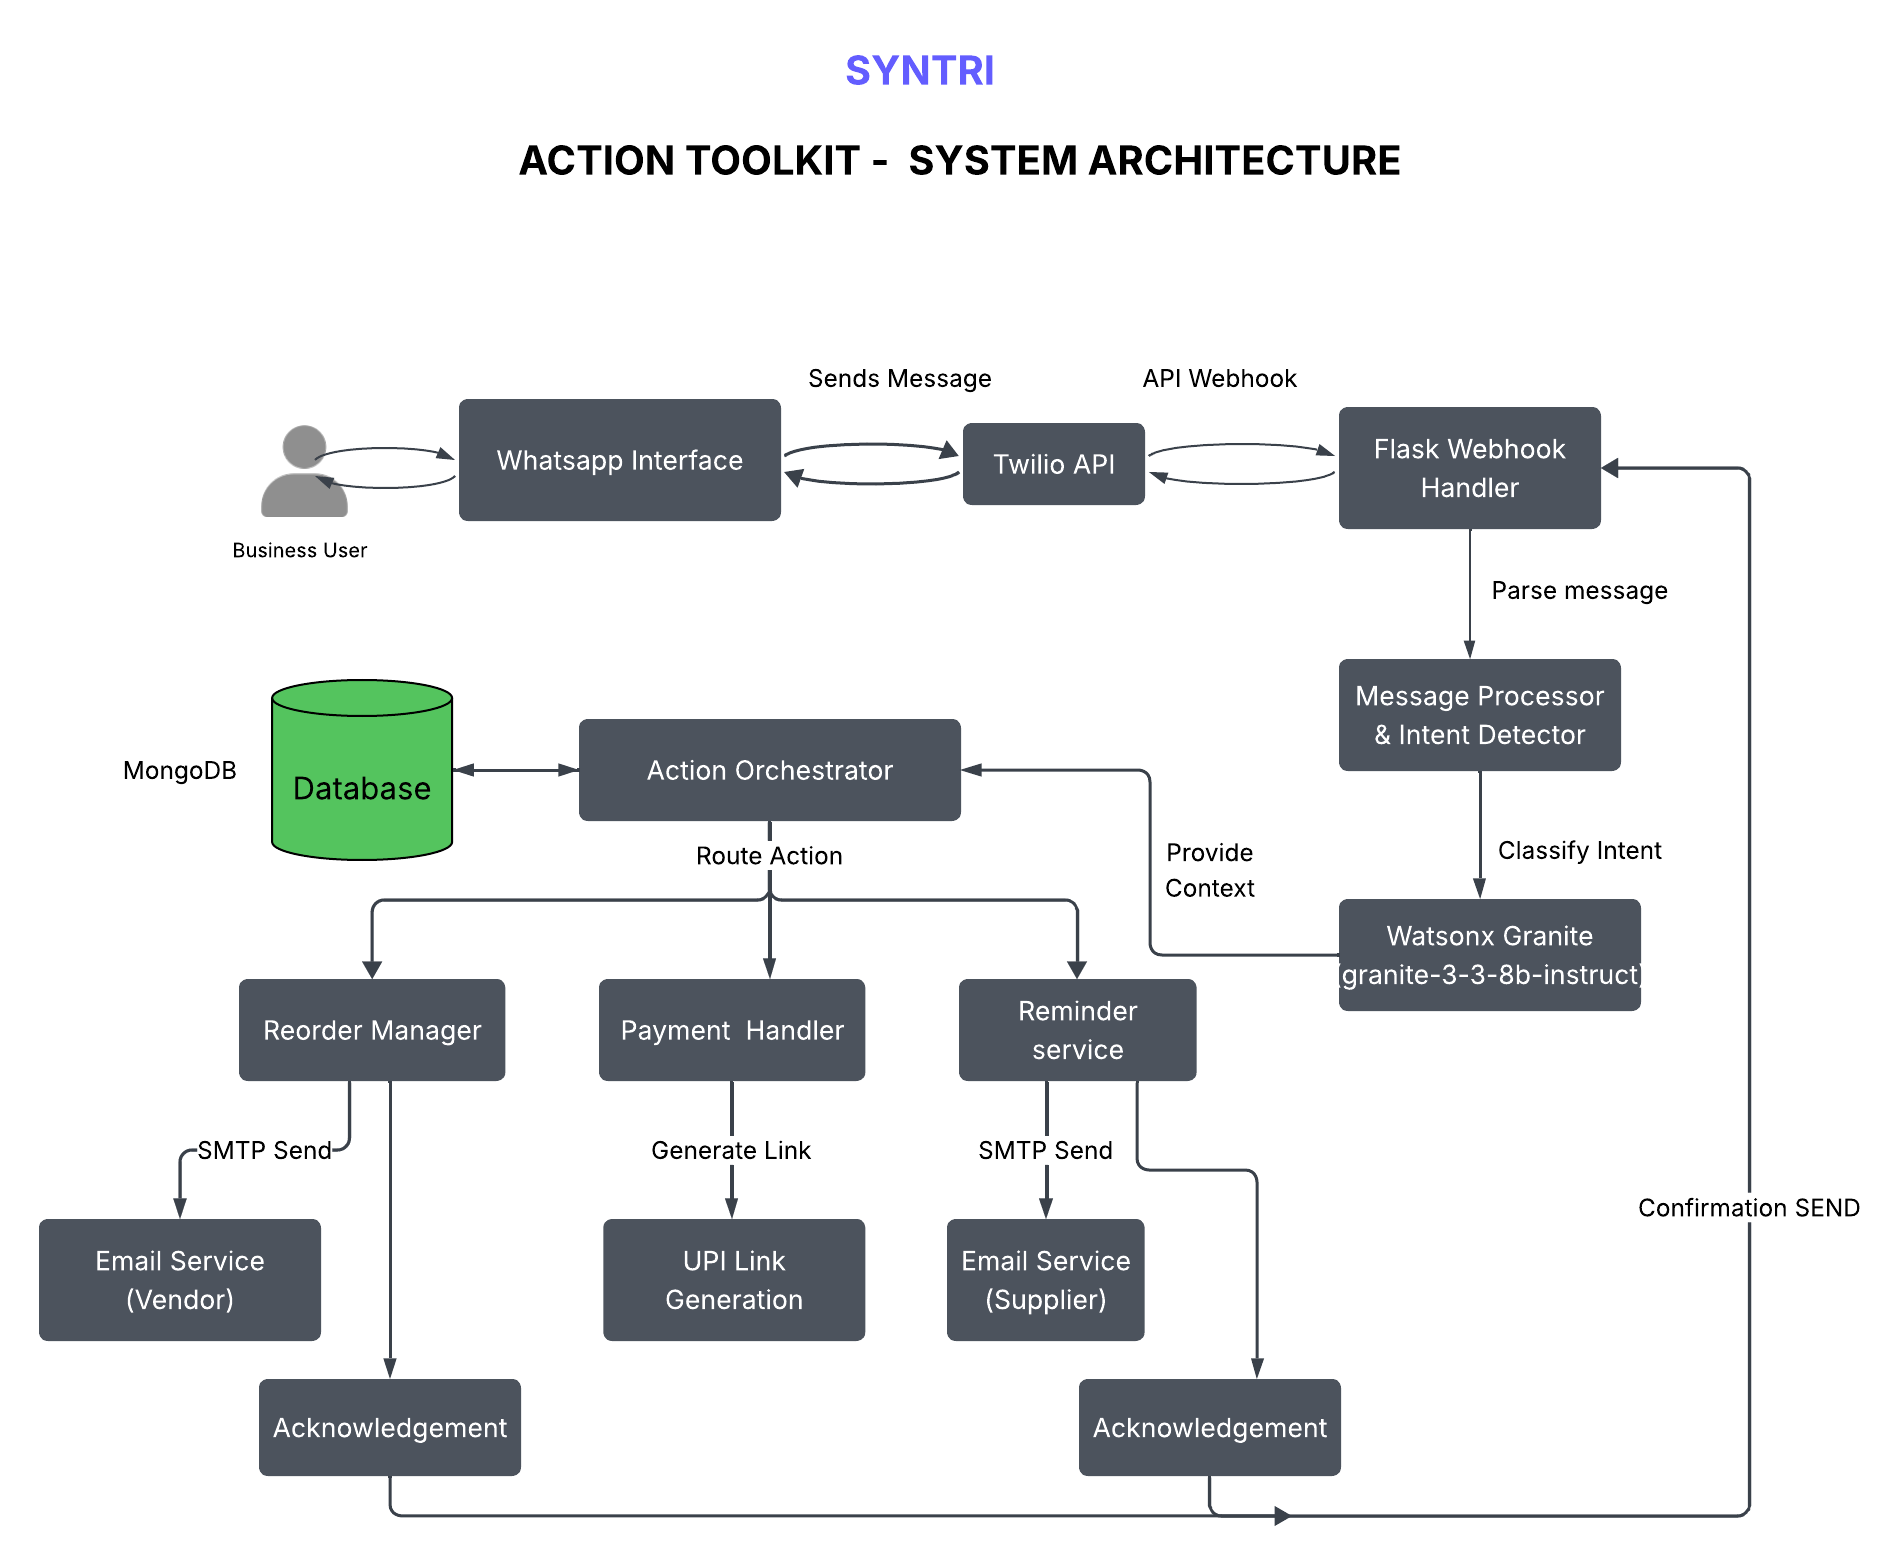 SYNTRI
ACTION TOOLKIT - SYSTEM ARCHITECTURE
Sends Message
API Webhook
Whatsapp Interface
Twilio API
Flask Webhook
Handler
Business User
Parse message
Message Processor
& Intent Detector
MongoDB
Database
Action Orchestrator
Route Action
Provide
Context
Classify Intent
Watsonx Granite
(granite-3-3-8b-instruct)
Reorder Manager
Payment Handler
Reminder
service
SMTP Send
Generate Link
SMTP Send
Confirmation SEND
Email Service
(Vendor)
UPI Link
Generation
Email Service
(Supplier)
Acknowledgement
Acknowledgement